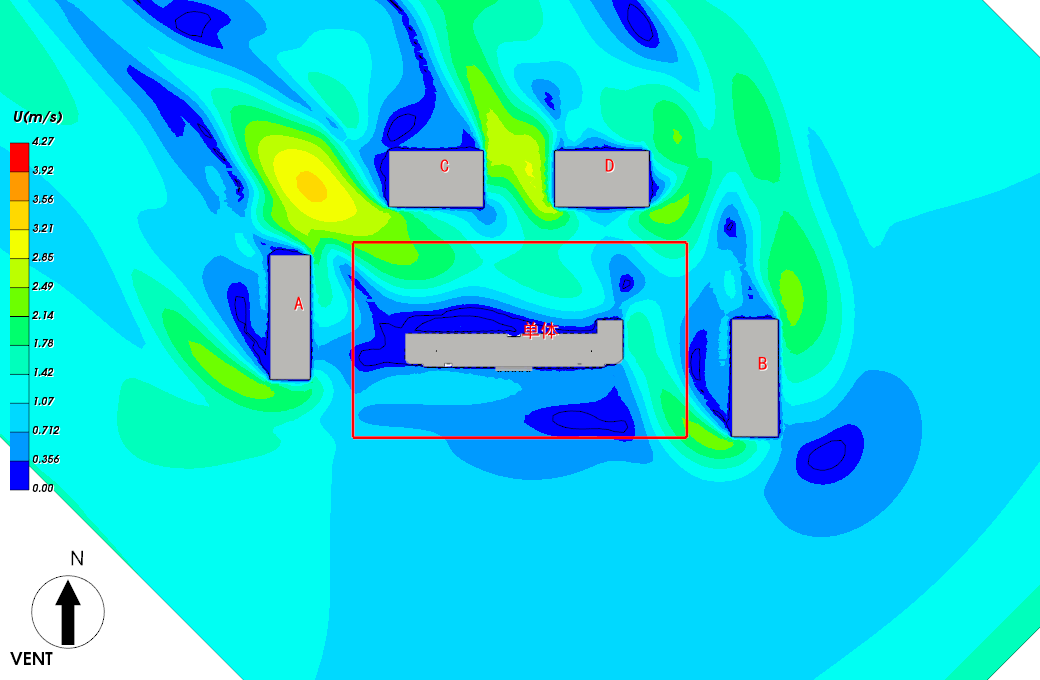 U(m/s)
4.27
3.92
3.56
3.21
2.85
2.49
2.14
1.78
1.42
1.07
0.712
0.356
0.00
C
D
A
单体
B
N
VENT